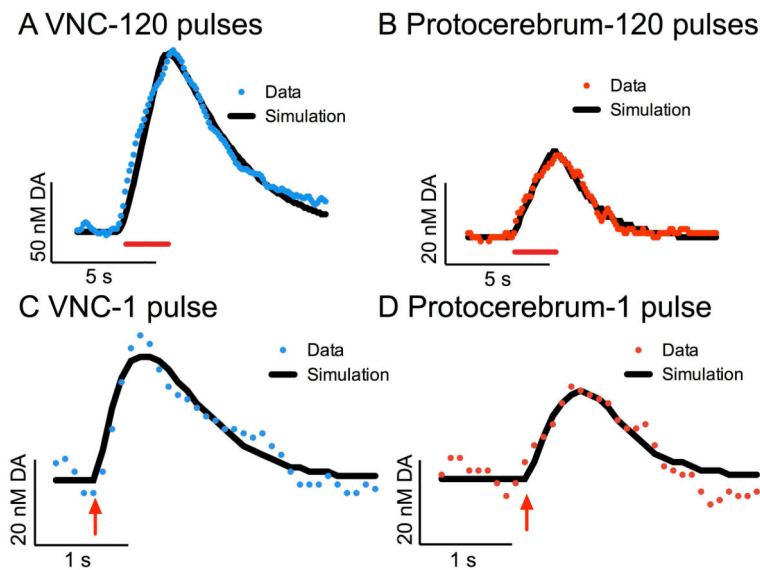 A VNC-120 pulses
Data
Simulation
50 nM DA
5 s
B Protocerebrum-120 pulses
Data
Simulation
20 nM DA
5 s
C VNC-1 pulse
Data
Simulation
20 nM DA
1 s
D Protocerebrum-1 pulse
Data
Simulation
20 nM DA
1 s